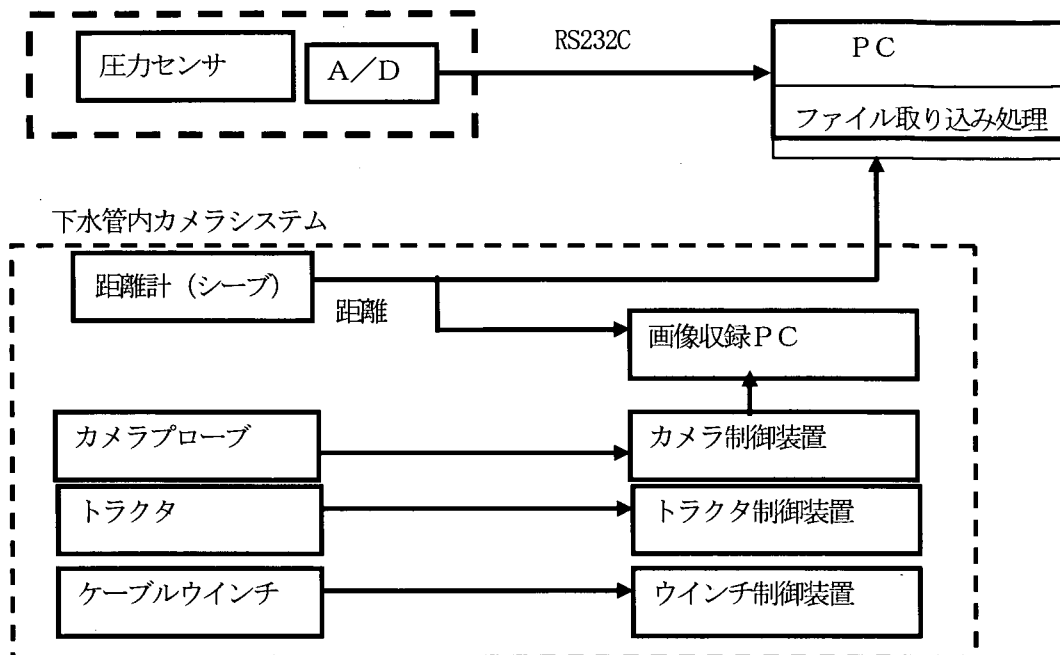 圧力センサ
A／D
RS232C
ＰＣ
ファイル取り込み処理
下水管内カメラシステム
距離計（シーブ）
距離
画像収録ＰＣ
カメラプローブ
カメラ制御装置
トラクタ
トラクタ制御装置
ケーブルウインチ
ウインチ制御装置